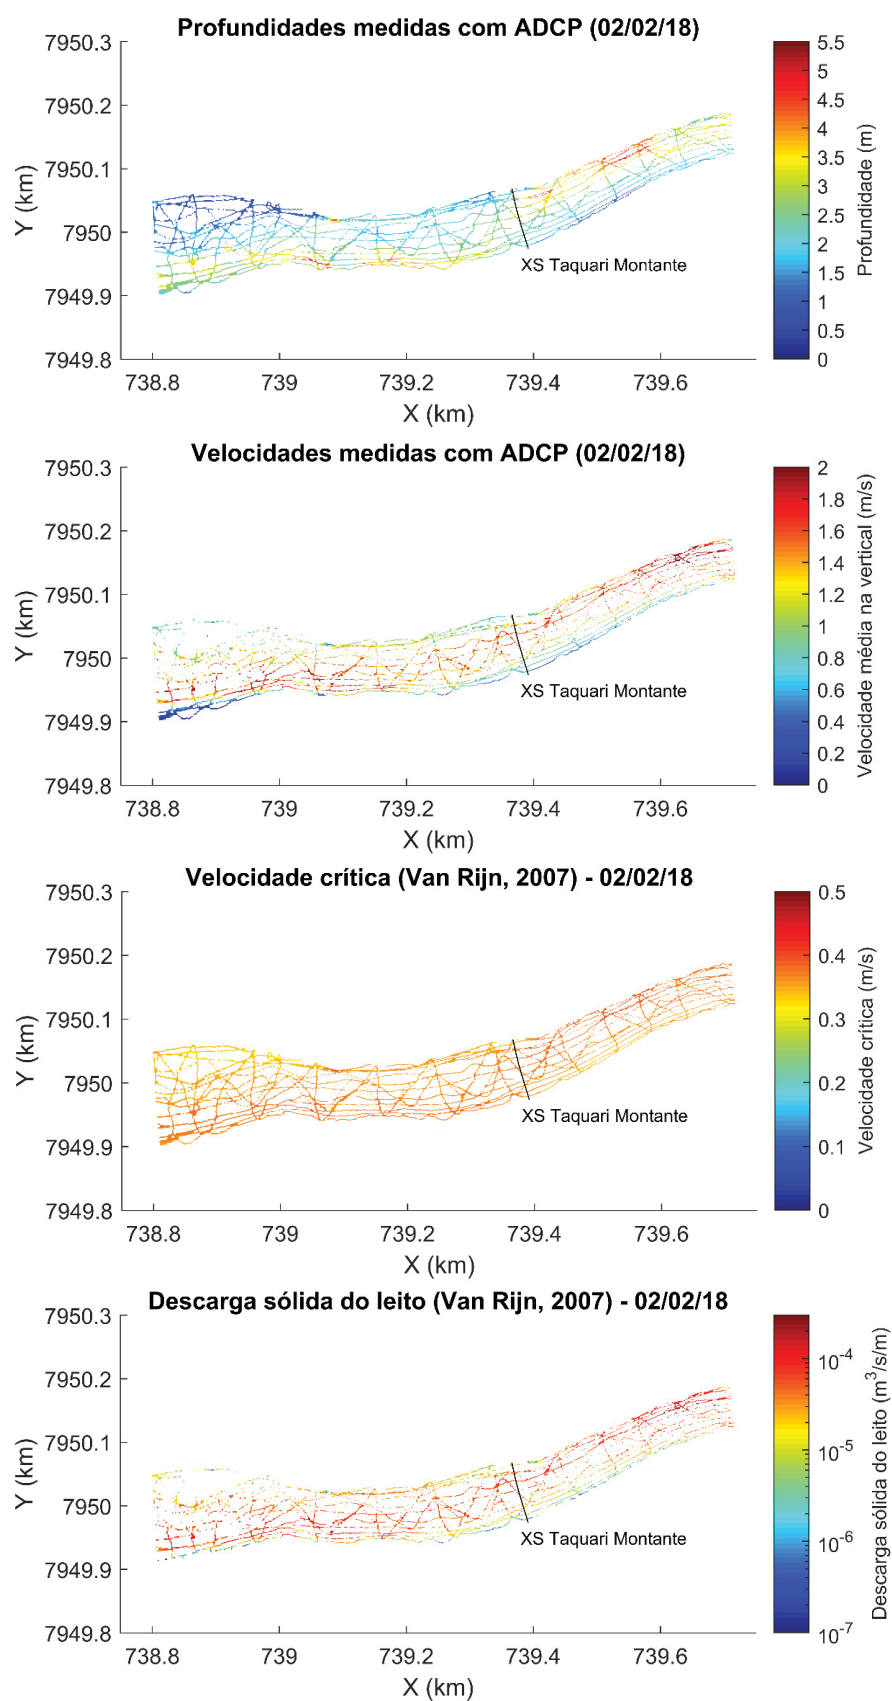 Profundidades medidas com ADCP (02/02/18)
7950.3
7950.2
7950.1
7950
7949.9
7949.8
Y (km)
738.8 739 739.2 739.4 739.6
X (km)
XS Taquari Montante
5.5
5
4.5
4
3.5
3
2.5
2
1.5
1
0.5
0
Profundidade (m)
Velocidades medidas com ADCP (02/02/18)
7950.3
7950.2
7950.1
7950
7949.9
7949.8
Y (km)
738.8 739 739.2 739.4 739.6
X (km)
XS Taquari Montante
2
1.8
1.6
1.4
1.2
1
0.8
0.6
0.4
0.2
0
Velocidade média na vertical (m/s)
Velocidade crítica (Van Rijn, 2007) - 02/02/18
7950.3
7950.2
7950.1
7950
7949.9
7949.8
Y (km)
738.8 739 739.2 739.4 739.6
X (km)
XS Taquari Montante
0.5
0.4
0.3
0.2
0.1
0
Velocidade crítica (m/s)
Descarga sólida do leito (Van Rijn, 2007) - 02/02/18
7950.3
7950.2
7950.1
7950
7949.9
7949.8
Y (km)
738.8 739 739.2 739.4 739.6
X (km)
XS Taquari Montante
10⁻⁴
10⁻⁵
10⁻⁶
10⁻⁷
Descarga sólida do leito (m³/s/m)